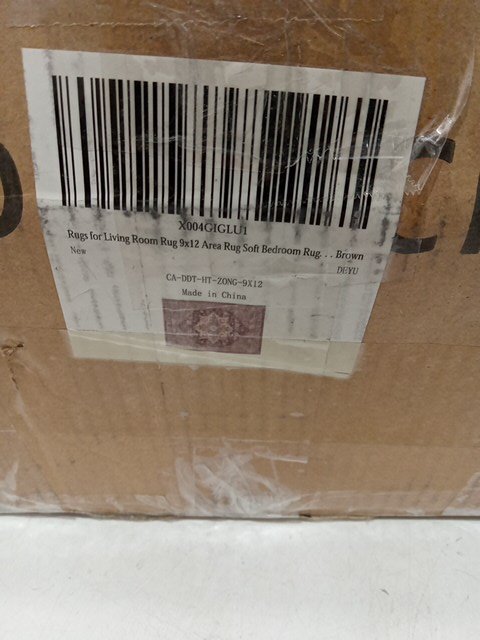 X004GIGLU1
Rugs for Living Room Rug 9x12 Area Rug Soft Bedroom Rug. . . Brown
New
DEYU
CA-DDT-HT-ZONG-9X12
Made in China